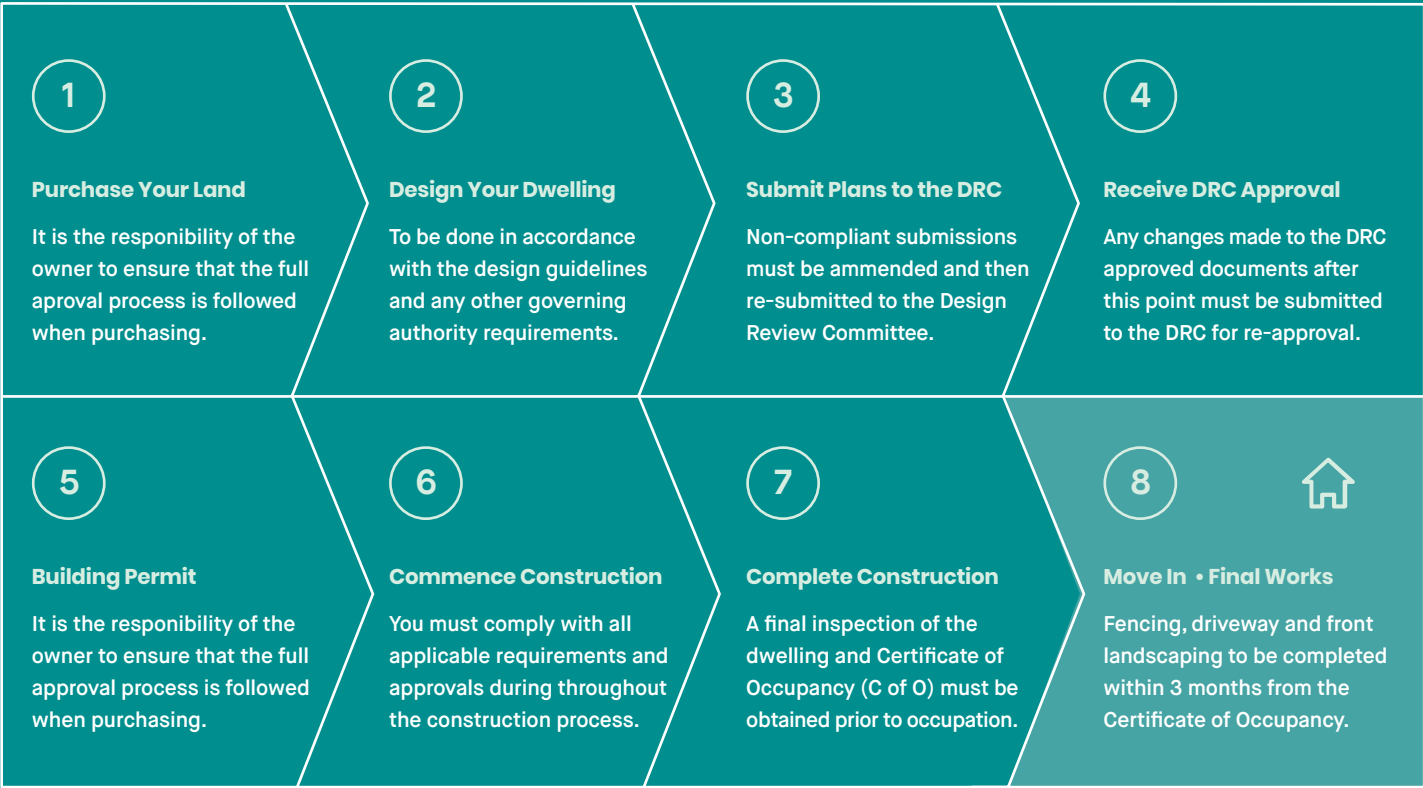 1
Purchase Your Land
It is the responibility of the
owner to ensure that the full
aproval process is followed
when purchasing.
2
Design Your Dwelling
To be done in accordance
with the design guidelines
and any other governing
authority requirements.
3
Submit Plans to the DRC
Non-compliant submissions
must be ammended and then
re-submitted to the Design
Review Committee.
4
Receive DRC Approval
Any changes made to the DRC
approved documents after
this point must be submitted
to the DRC for re-approval.
5
Building Permit
It is the responibility of the
owner to ensure that the full
approval process is followed
when purchasing.
6
Commence Construction
You must comply with all
applicable requirements and
approvals during throughout
the construction process.
7
Complete Construction
A final inspection of the
dwelling and Certificate of
Occupancy (C of O) must be
obtained prior to occupation.
8
Move In • Final Works
Fencing, driveway and front
landscaping to be completed
within 3 months from the
Certificate of Occupancy.